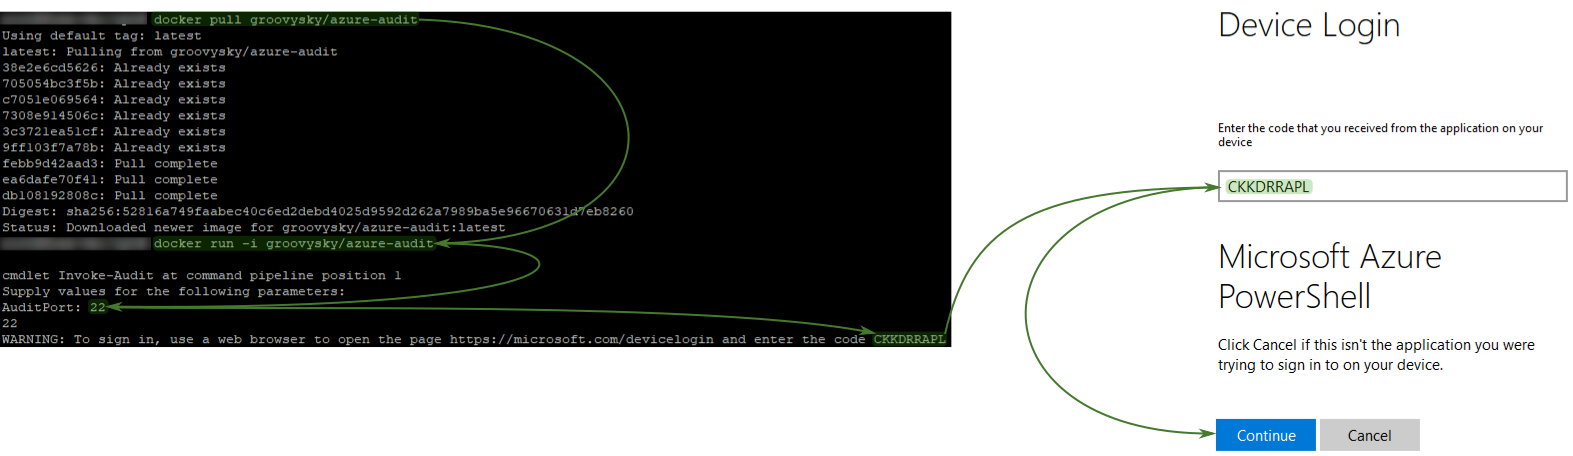 docker pull groovysky/azure-audit
Using default tag: latest
latest: Pulling from groovysky/azure-audit
38e2e6cd5626: Already exists
705054bc3f5b: Already exists
c7051e069564: Already exists
7308e914506c: Already exists
3c3721ea51cf: Already exists
9ff103f7a78b: Already exists
febb9d42aad3: Pull complete
ea6dafe70f41: Pull complete
db108192808c: Pull complete
Digest: sha256:52816a749faabec40c6ed2debd4025d9592d262a7989ba5e96670631d7eb8260
Status: Downloaded newer image for groovysky/azure-audit:latest
docker run -i groovysky/azure-audit
cmdlet Invoke-Audit at command pipeline position 1
Supply values for the following parameters:
AuditPort: 22
22
WARNING: To sign in, use a web browser to open the page https://microsoft.com/devicelogin and enter the code CKKDRRAPL
Device Login
Enter the code that you received from the application on your
device
CKKDRRAPL
Microsoft Azure
PowerShell
Click Cancel if this isn't the application you were
trying to sign in to on your device.
Continue Cancel